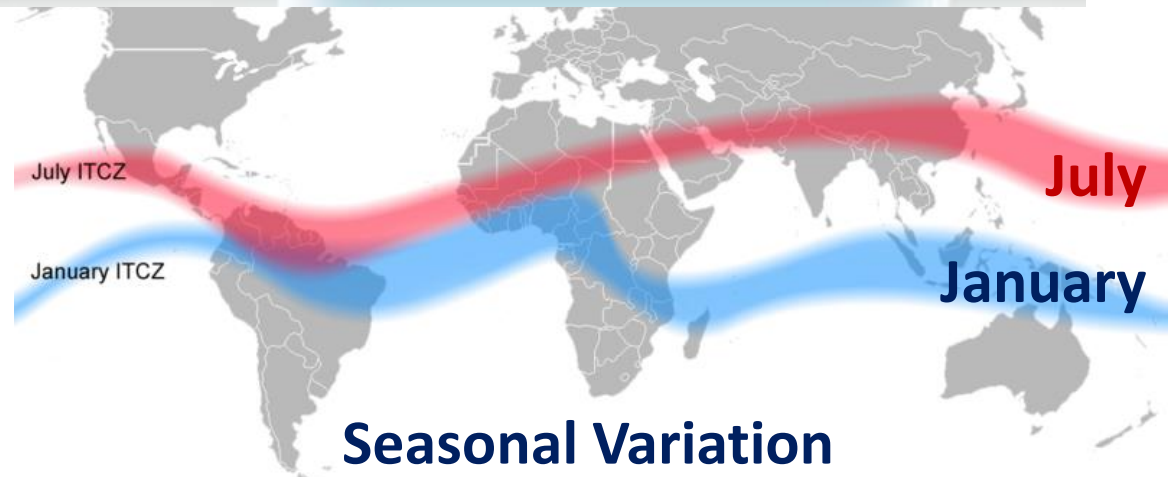 July ITCZ
July
January ITCZ
January
Seasonal Variation